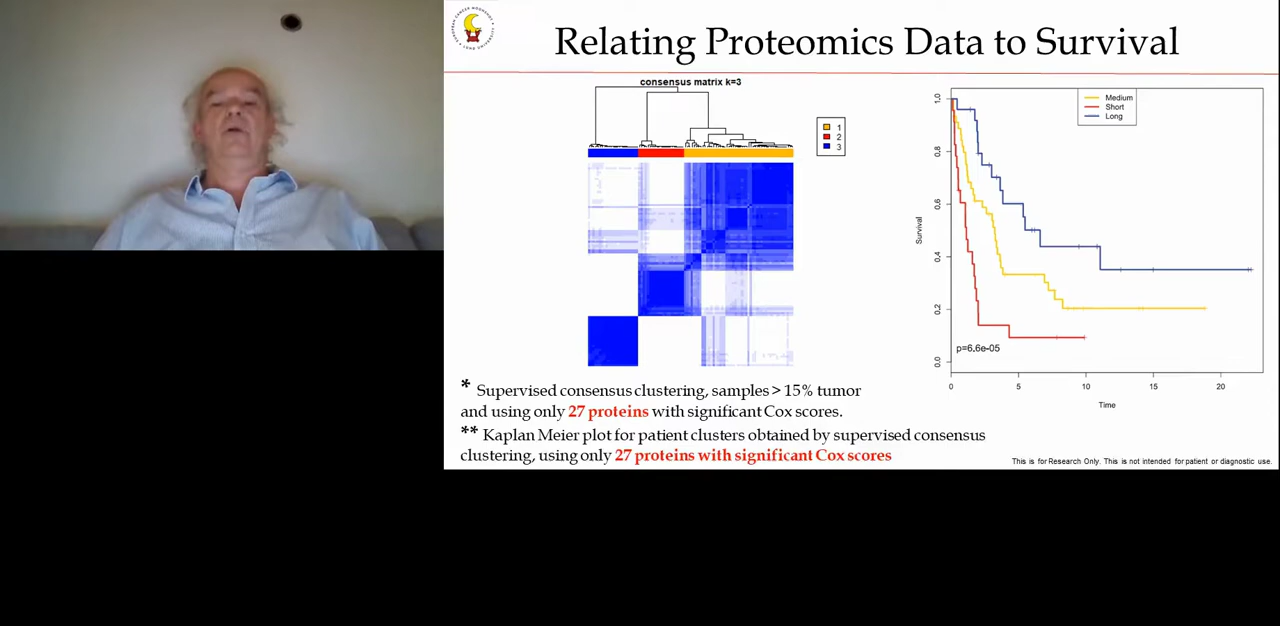 Relating Proteomics Data to Survival
consensus matrix k=3
1
2
3
Medium
Short
Long
Survival
1.0
0.8
0.6
0.4
0.2
0.0
p=6.6e-05
0 5 10 15 20
Time
* Supervised consensus clustering, samples > 15% tumor
and using only 27 proteins with significant Cox scores.
** Kaplan Meier plot for patient clusters obtained by supervised consensus
clustering, using only 27 proteins with significant Cox scores
This is for Research Only. This is not intended for patient or diagnostic use.